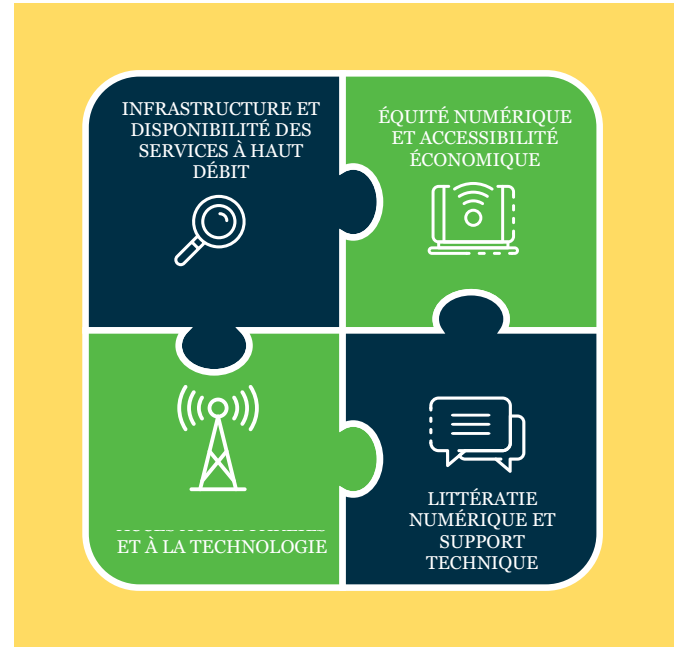 INFRASTRUCTURE ET
DISPONIBILITÉ DES
SERVICES À HAUT
DÉBIT
ÉQUITÉ NUMÉRIQUE
ET ACCESSIBILITÉ
ÉCONOMIQUE
ET À LA TECHNOLOGIE
LITTÉRATIE
NUMÉRIQUE ET
SUPPORT
TECHNIQUE